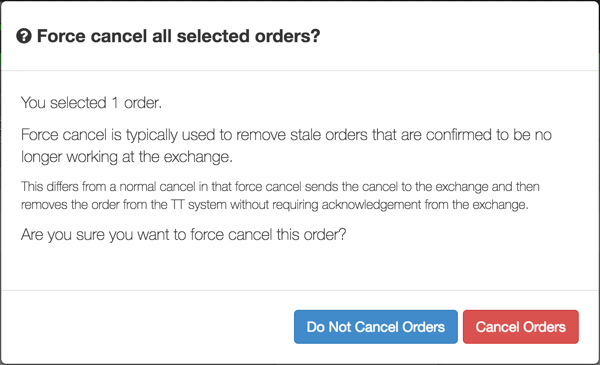 Force cancel all selected orders?
You selected 1 order.
Force cancel is typically used to remove stale orders that are confirmed to be no
longer working at the exchange.
This differs from a normal cancel in that force cancel sends the cancel to the exchange and then
removes the order from the TT system without requiring acknowledgement from the exchange.
Are you sure you want to force cancel this order?
Do Not Cancel Orders
Cancel Orders